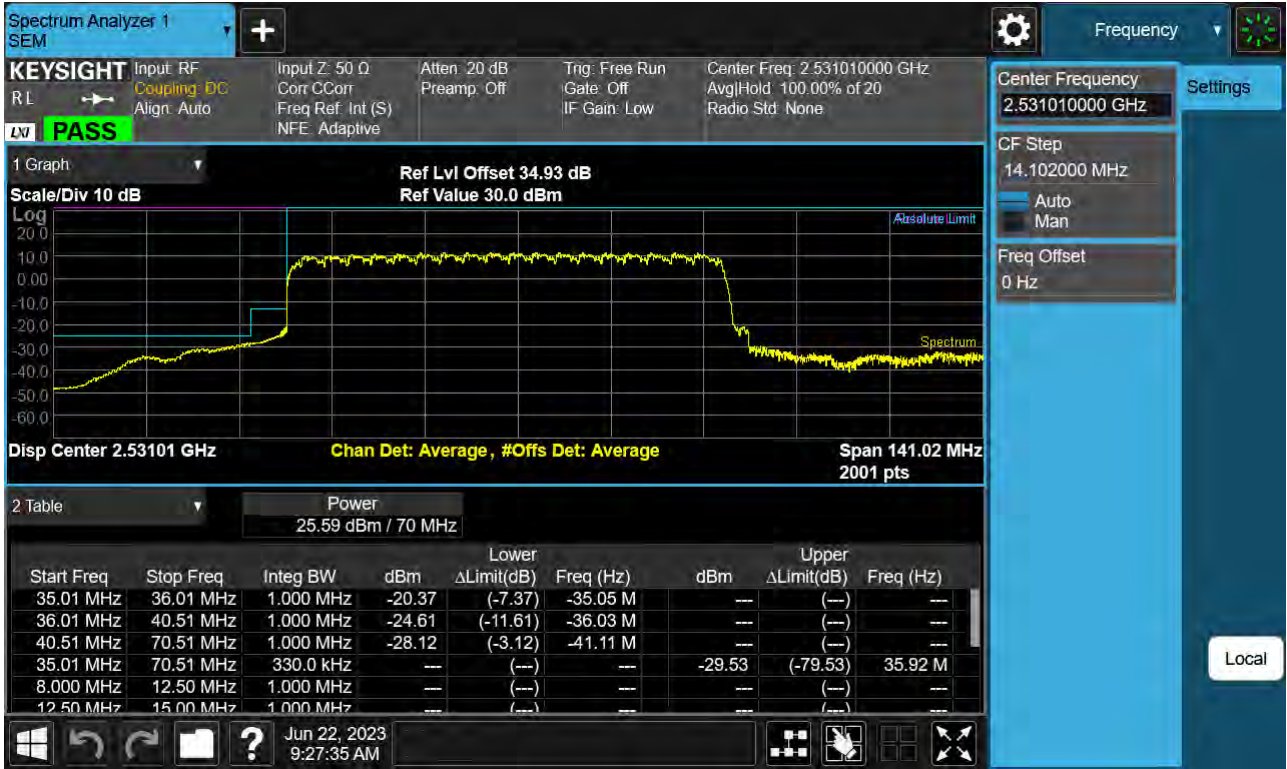 Spectrum Analyzer 1
SEM
+
Frequency
KEYSIGHT
RL
LXI
PASS
Input: RF
Coupling: DC
Align: Auto
Input Z: 50 Ω
Corr CCorr
Freq Ref: Int (S)
NFE: Adaptive
Atten: 20 dB
Preamp: Off
Trig: Free Run
Gate: Off
IF Gain: Low
Center Freq: 2.531010000 GHz
Avg|Hold: 100.00% of 20
Radio Std: None
Center Frequency
2.531010000 GHz
Settings
CF Step
14.102000 MHz
Auto
Man
Freq Offset
0 Hz
Local
1 Graph
Scale/Div 10 dB
Ref Lvl Offset 34.93 dB
Ref Value 30.0 dBm
Log
20.0
10.0
0.00
-10.0
-20.0
-30.0
-40.0
-50.0
-60.0
Absolute Limit
Spectrum
Disp Center 2.53101 GHz
Chan Det: Average, #Offs Det: Average
Span 141.02 MHz
2001 pts
2 Table
Power
25.59 dBm / 70 MHz
Lower Upper
Start Freq Stop Freq Integ BW dBm ΔLimit(dB) Freq (Hz) dBm ΔLimit(dB) Freq (Hz)
35.01 MHz 36.01 MHz 1.000 MHz -20.37 (-7.37) -35.05 M --- (---) ---
36.01 MHz 40.51 MHz 1.000 MHz -24.61 (-11.61) -36.03 M --- (---) ---
40.51 MHz 70.51 MHz 1.000 MHz -28.12 (-3.12) -41.11 M --- (---) ---
35.01 MHz 70.51 MHz 330.0 kHz --- (---) --- -29.53 (-79.53) 35.92 M
8.000 MHz 12.50 MHz 1.000 MHz --- (---) --- --- (---) ---
12.50 MHz 15.00 MHz 1.000 MHz --- (---) --- --- (---) ---
?
Jun 22, 2023
9:27:35 AM